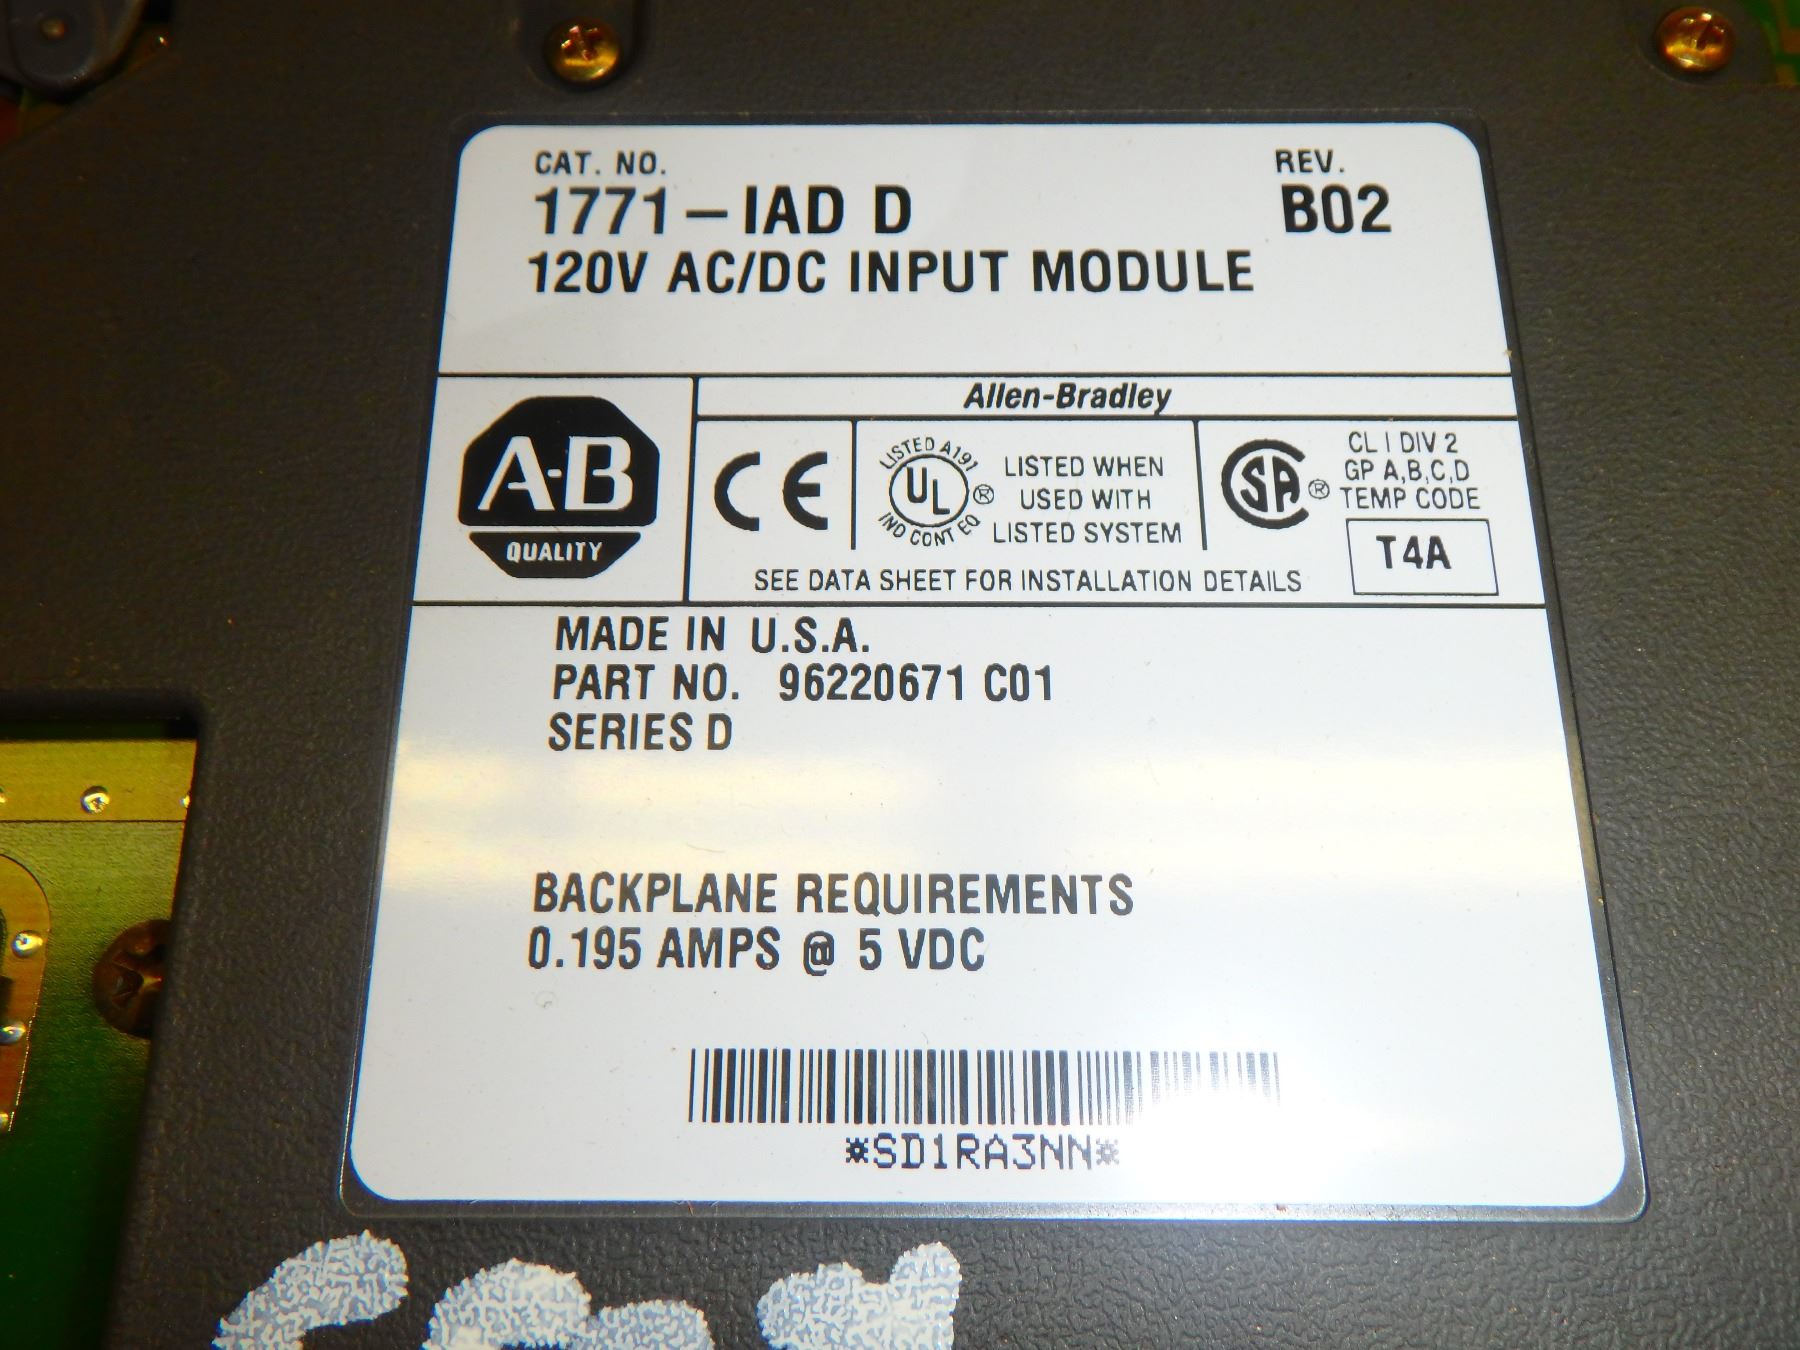 CAT. NO.
REV.
1771-IAD D
B02
120V AC/DC INPUT MODULE
Allen-Bradley
A-B
QUALITY
CE
LISTED A191
UL ®
IND CONT EQ
LISTED WHEN
USED WITH
LISTED SYSTEM
SA ®
CL I DIV 2
GP A,B,C,D
TEMP CODE
T4A
SEE DATA SHEET FOR INSTALLATION DETAILS
MADE IN U.S.A.
PART NO. 96220671 C01
SERIES D
BACKPLANE REQUIREMENTS
0.195 AMPS @ 5 VDC
*SD1RA3NN*